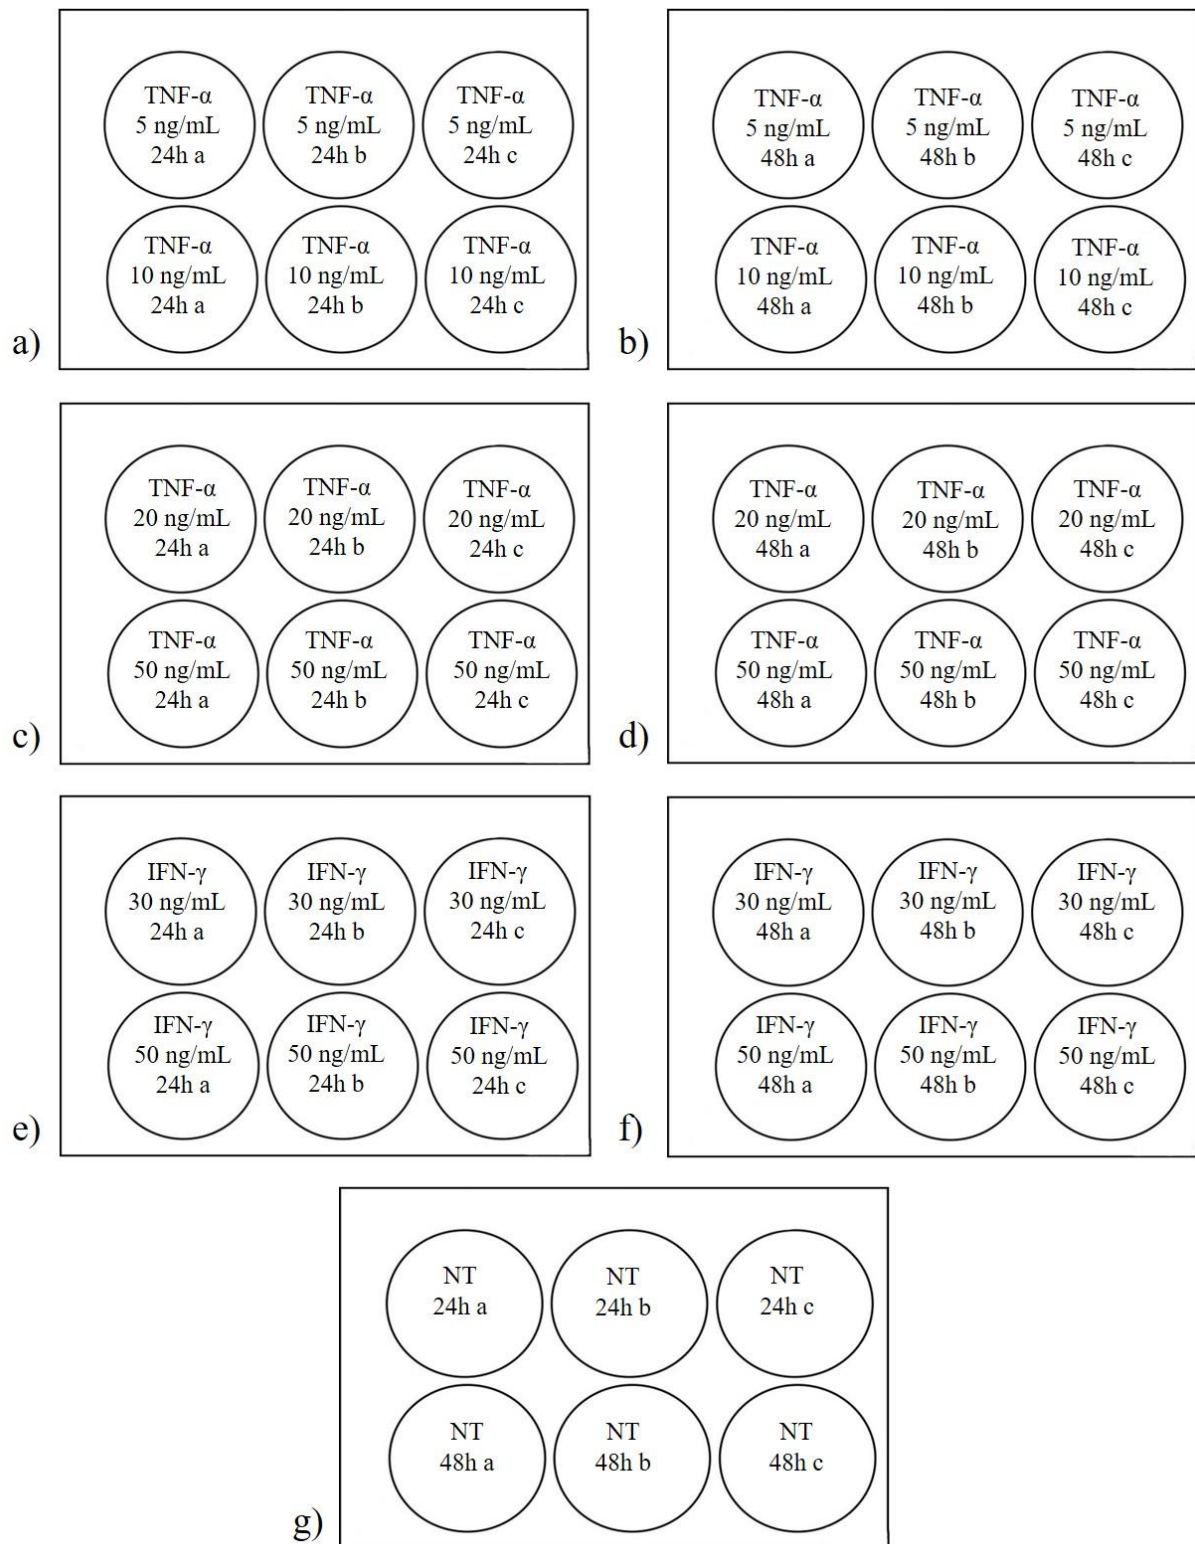 TNF-α
5 ng/mL
24h a
TNF-α
5 ng/mL
24h b
TNF-α
5 ng/mL
24h c
TNF-α
10 ng/mL
24h a
TNF-α
10 ng/mL
24h b
TNF-α
10 ng/mL
24h c
a)
TNF-α
5 ng/mL
48h a
TNF-α
5 ng/mL
48h b
TNF-α
5 ng/mL
48h c
TNF-α
10 ng/mL
48h a
TNF-α
10 ng/mL
48h b
TNF-α
10 ng/mL
48h c
b)
TNF-α
20 ng/mL
24h a
TNF-α
20 ng/mL
24h b
TNF-α
20 ng/mL
24h c
TNF-α
50 ng/mL
24h a
TNF-α
50 ng/mL
24h b
TNF-α
50 ng/mL
24h c
c)
TNF-α
20 ng/mL
48h a
TNF-α
20 ng/mL
48h b
TNF-α
20 ng/mL
48h c
TNF-α
50 ng/mL
48h a
TNF-α
50 ng/mL
48h b
TNF-α
50 ng/mL
48h c
d)
IFN-γ
30 ng/mL
24h a
IFN-γ
30 ng/mL
24h b
IFN-γ
30 ng/mL
24h c
IFN-γ
50 ng/mL
24h a
IFN-γ
50 ng/mL
24h b
IFN-γ
50 ng/mL
24h c
e)
IFN-γ
30 ng/mL
48h a
IFN-γ
30 ng/mL
48h b
IFN-γ
30 ng/mL
48h c
IFN-γ
50 ng/mL
48h a
IFN-γ
50 ng/mL
48h b
IFN-γ
50 ng/mL
48h c
f)
NT
24h a
NT
24h b
NT
24h c
NT
48h a
NT
48h b
NT
48h c
g)